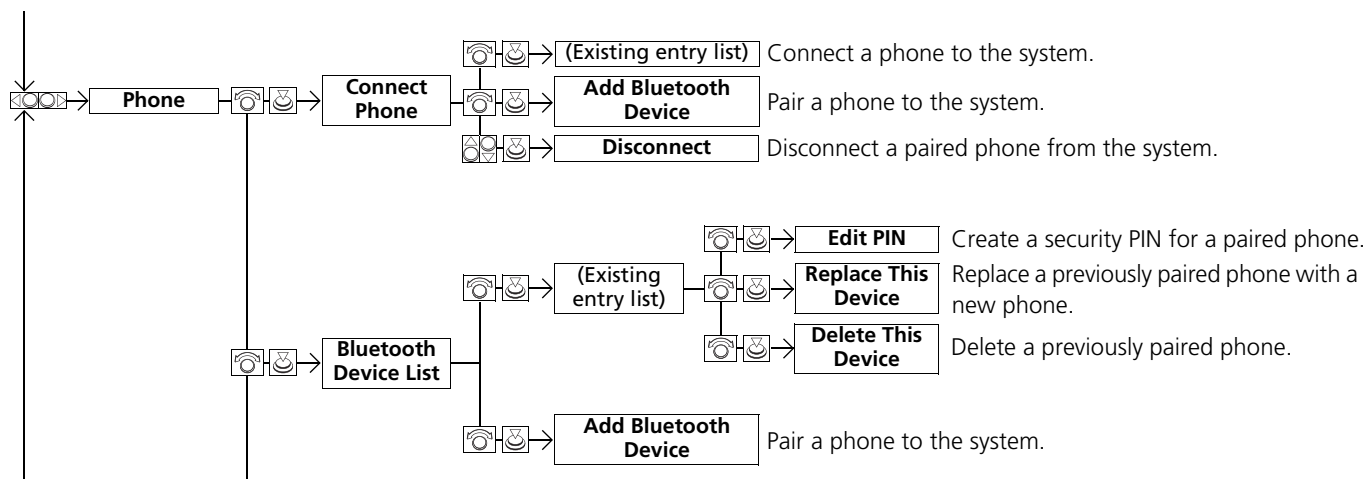 (Existing entry list) Connect a phone to the system.
Phone
Connect
Phone
Add Bluetooth
Device
Pair a phone to the system.
Disconnect Disconnect a paired phone from the system.
Edit PIN Create a security PIN for a paired phone.
(Existing
entry list)
Replace This
Device
Replace a previously paired phone with a
new phone.
Delete This
Device
Delete a previously paired phone.
Bluetooth
Device List
Add Bluetooth
Device
Pair a phone to the system.